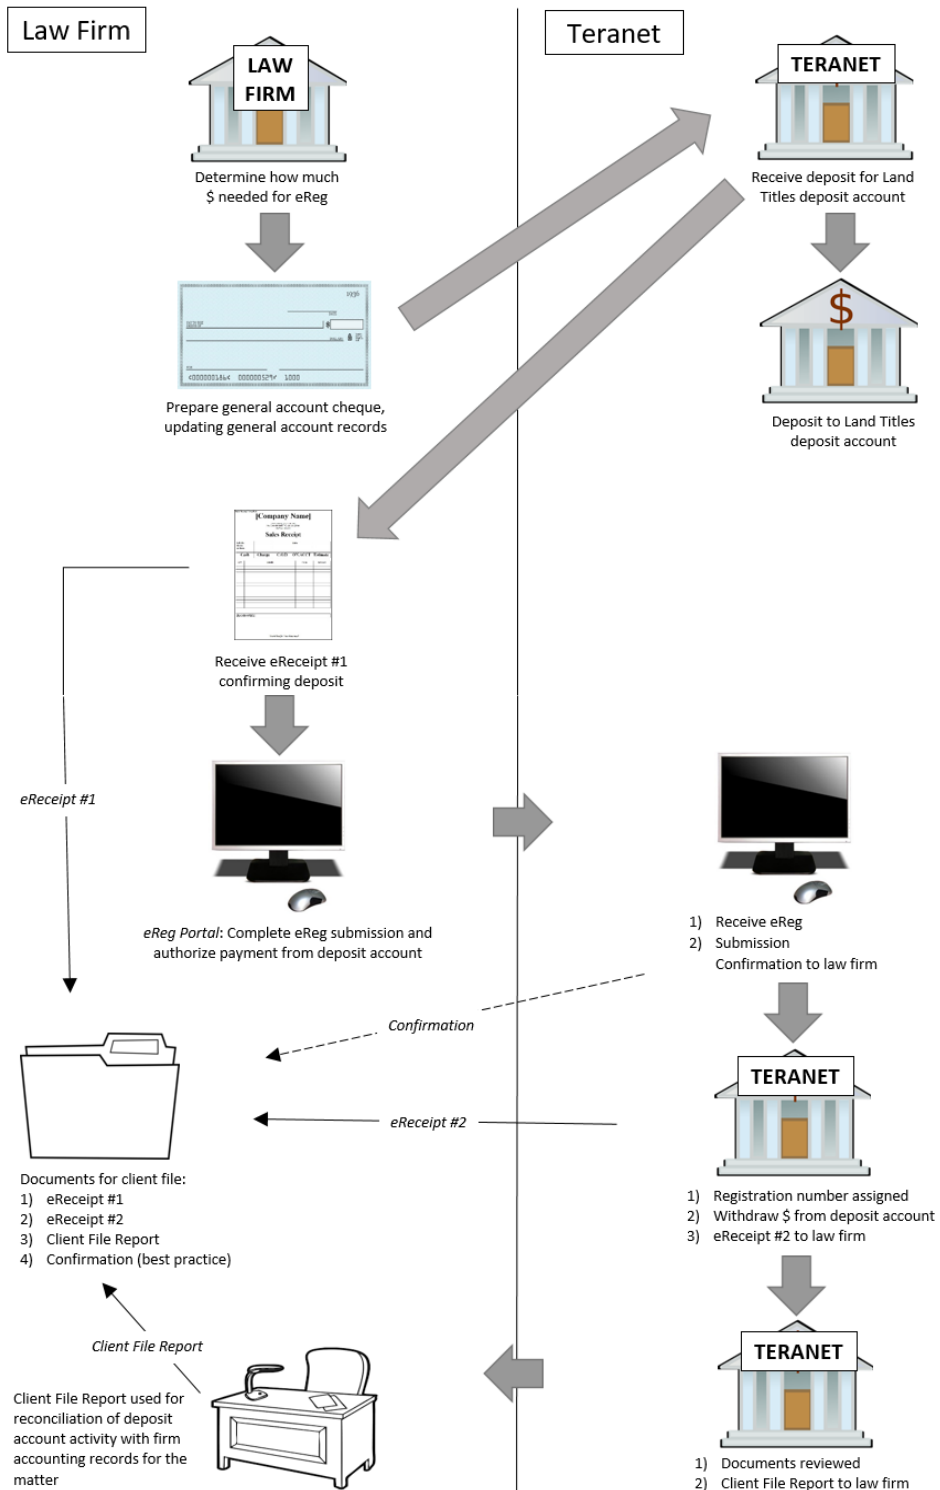 Law Firm
Teranet
LAW
FIRM
TERANET
Determine how much
$ needed for eReg
Receive deposit for Land
Titles deposit account
1996
$
$
Prepare general account cheque,
updating general account records
Deposit to Land Titles
deposit account
[Company Name]
Sales Receipt
Receive eReceipt #1
confirming deposit
eReceipt #1
eReg Portal: Complete eReg submission and
authorize payment from deposit account
1) Receive eReg
2) Submission
Confirmation to law firm
Confirmation
TERANET
eReceipt #2
Documents for client file:
1) eReceipt #1
2) eReceipt #2
3) Client File Report
4) Confirmation (best practice)
1) Registration number assigned
2) Withdraw $ from deposit account
3) eReceipt #2 to law firm
Client File Report
TERANET
Client File Report used for
reconciliation of deposit
account activity with firm
accounting records for the
matter
1) Documents reviewed
2) Client File Report to law firm